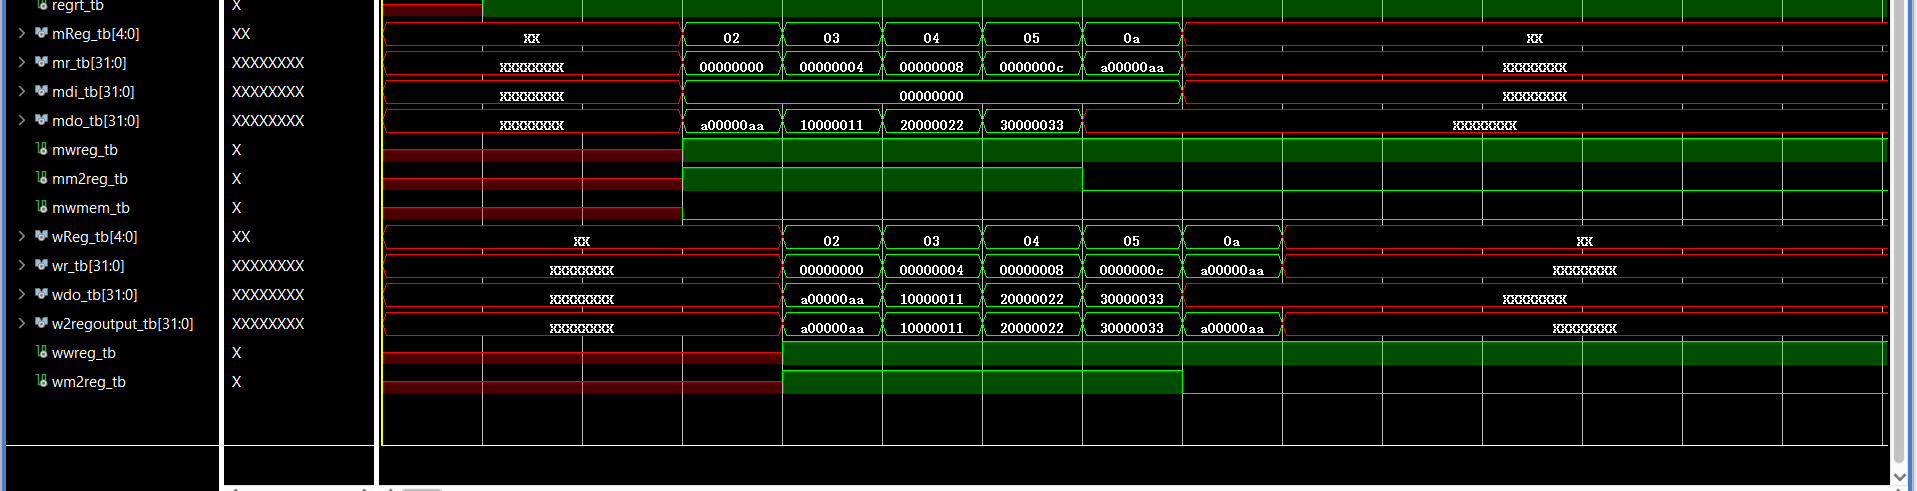 regrt_tb X
mReg_tb[4:0] XX XX 02 03 04 05 0a XX
mr_tb[31:0] XXXXXXXX XXXXXXXX 00000000 00000004 00000008 0000000c a00000aa XXXXXXXX
mdi_tb[31:0] XXXXXXXX XXXXXXXX 00000000 XXXXXXXX
mdo_tb[31:0] XXXXXXXX XXXXXXXX a00000aa 10000011 20000022 30000033 XXXXXXXX
mwreg_tb X
mm2reg_tb X
mwmem_tb X
wReg_tb[4:0] XX XX 02 03 04 05 0a XX
wr_tb[31:0] XXXXXXXX XXXXXXXX 00000000 00000004 00000008 0000000c a00000aa XXXXXXXX
wdo_tb[31:0] XXXXXXXX XXXXXXXX a00000aa 10000011 20000022 30000033 XXXXXXXX
w2regoutput_tb[31:0] XXXXXXXX XXXXXXXX a00000aa 10000011 20000022 30000033 a00000aa XXXXXXXX
wwreg_tb X
wm2reg_tb X